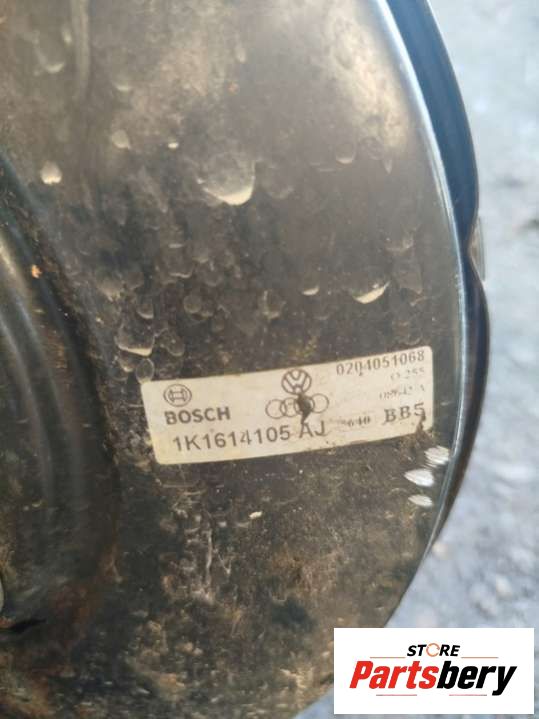 0204051068
BOSCH
1K1614105 AJ
BB5
STORE
Partsbery